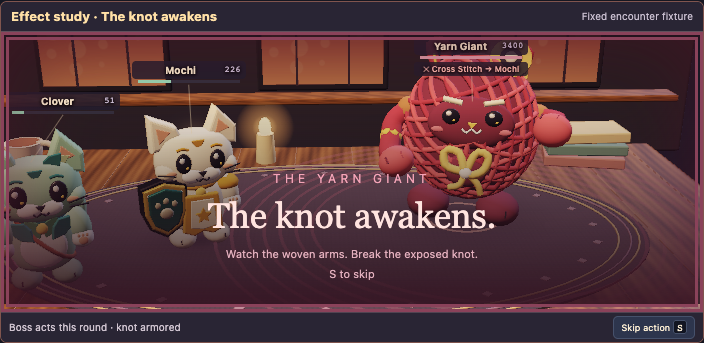 Effect study · The knot awakens
Fixed encounter fixture
Yarn Giant 3400
× Cross Stitch → Mochi
Mochi 226
Clover 51
THE YARN GIANT
The knot awakens.
Watch the woven arms. Break the exposed knot.
S to skip
Boss acts this round · knot armored
Skip action S